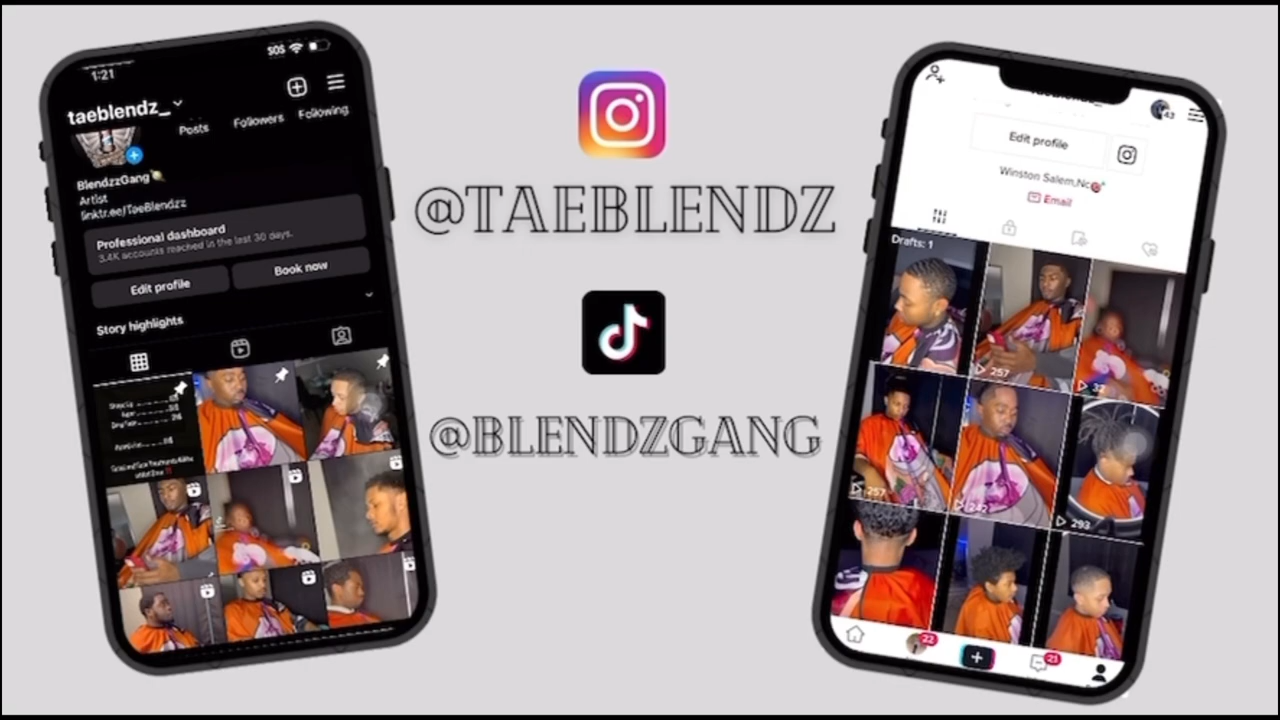 1:21
SOS
taeblendz_
Posts
Followers
Following
BlendzzGang
Artist
linktr.ee/TaeBlendzz
Professional dashboard
3.4K accounts reached in the last 30 days.
Edit profile
Book now
Story highlights
@TAEBLENDZ
@BLENDZGANG
43
Edit profile
Winston Salem,Nc
Email
Drafts: 1
257
257
242
293
22
21